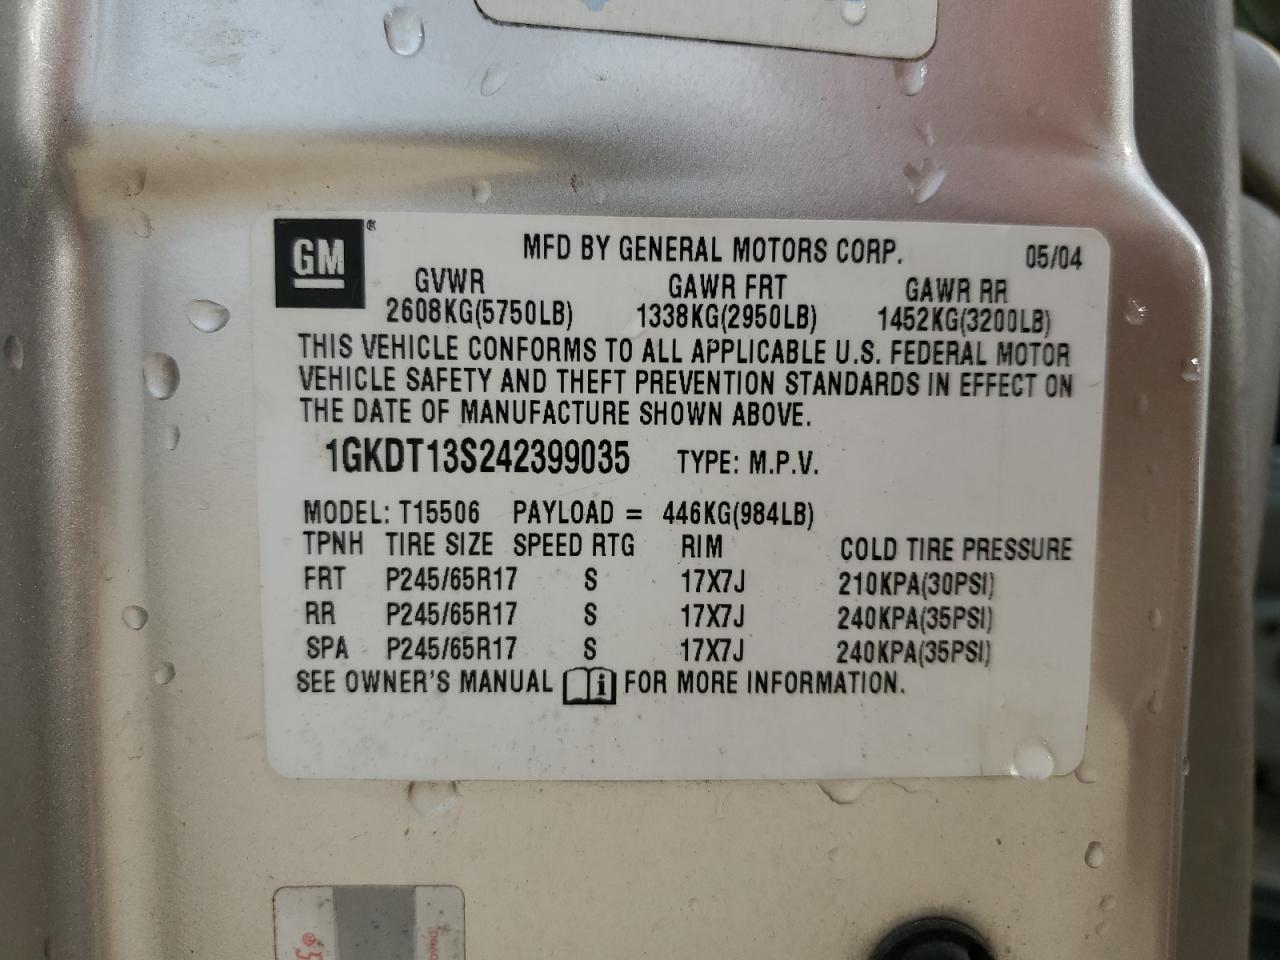 GM ®
MFD BY GENERAL MOTORS CORP. 05/04
GVWR GAWR FRT GAWR RR
2608KG(5750LB) 1338KG(2950LB) 1452KG(3200LB)
THIS VEHICLE CONFORMS TO ALL APPLICABLE U.S. FEDERAL MOTOR
VEHICLE SAFETY AND THEFT PREVENTION STANDARDS IN EFFECT ON
THE DATE OF MANUFACTURE SHOWN ABOVE.
1GKDT13S242399035 TYPE: M.P.V.
MODEL: T15506 PAYLOAD = 446KG(984LB)
TPNH TIRE SIZE SPEED RTG RIM COLD TIRE PRESSURE
FRT P245/65R17 S 17X7J 210KPA(30PSI)
RR P245/65R17 S 17X7J 240KPA(35PSI)
SPA P245/65R17 S 17X7J 240KPA(35PSI)
SEE OWNER'S MANUAL FOR MORE INFORMATION.